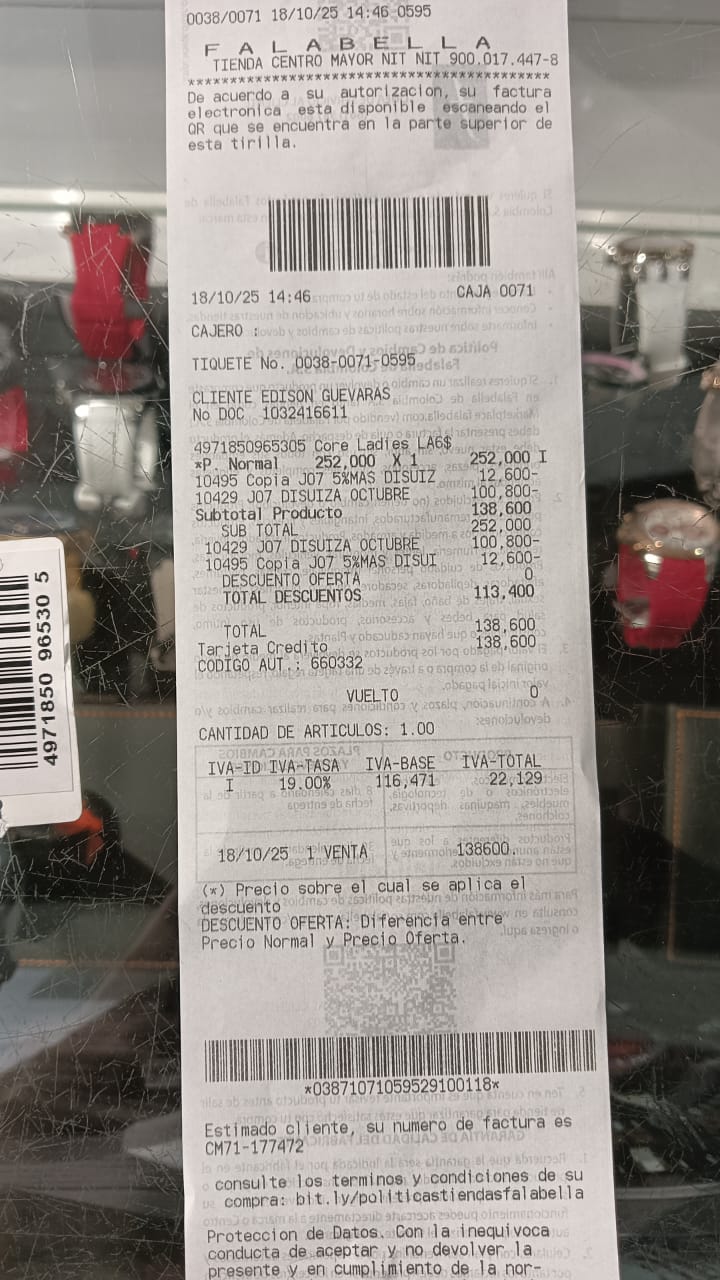 0038/0071 18/10/25 14:46 0595
F A L A B E L L A
TIENDA CENTRO MAYOR NIT NIT 900.017.447-8
********************************************
De acuerdo a su autorizacion, su factura
electronica esta disponible escaneando el
QR que se encuentra en la parte superior de
esta tirilla.
18/10/25 14:46 CAJA 0071
CAJERO :
TIQUETE No. 0038-0071-0595
CLIENTE EDISON GUEVARAS
No DOC 1032416611
4971850965305 Core Ladies LA6$
*P. Normal 252,000 X 1 252,000 I
10495 Copia J07 5%MAS DISUIZ 12,600-
10429 J07 DISUIZA OCTUBRE 100,800-
Subtotal Producto 138,600
SUB TOTAL 252,000
10429 J07 DISUIZA OCTUBRE 100,800-
10495 Copia J07 5%MAS DISUI 12,600-
DESCUENTO OFERTA 0
TOTAL DESCUENTOS 113,400
TOTAL 138,600
Tarjeta Credito 138,600
CODIGO AUT.: 660332
VUELTO 0
CANTIDAD DE ARTICULOS: 1.00
IVA-ID IVA-TASA IVA-BASE IVA-TOTAL
I 19.00% 116,471 22,129
18/10/25 1 VENTA 138600.
(*) Precio sobre el cual se aplica el
descuento
DESCUENTO OFERTA: Diferencia entre
Precio Normal y Precio Oferta.
*03871071059529100118*
Estimado cliente, su numero de factura es
CM71-177472
consulte los terminos y condiciones de su
compra: bit.ly/politicastiendasfalabella
Proteccion de Datos. Con la inequivoca
conducta de aceptar y no devolver la
presente y en cumplimiento de la nor-
4971850 96530 5